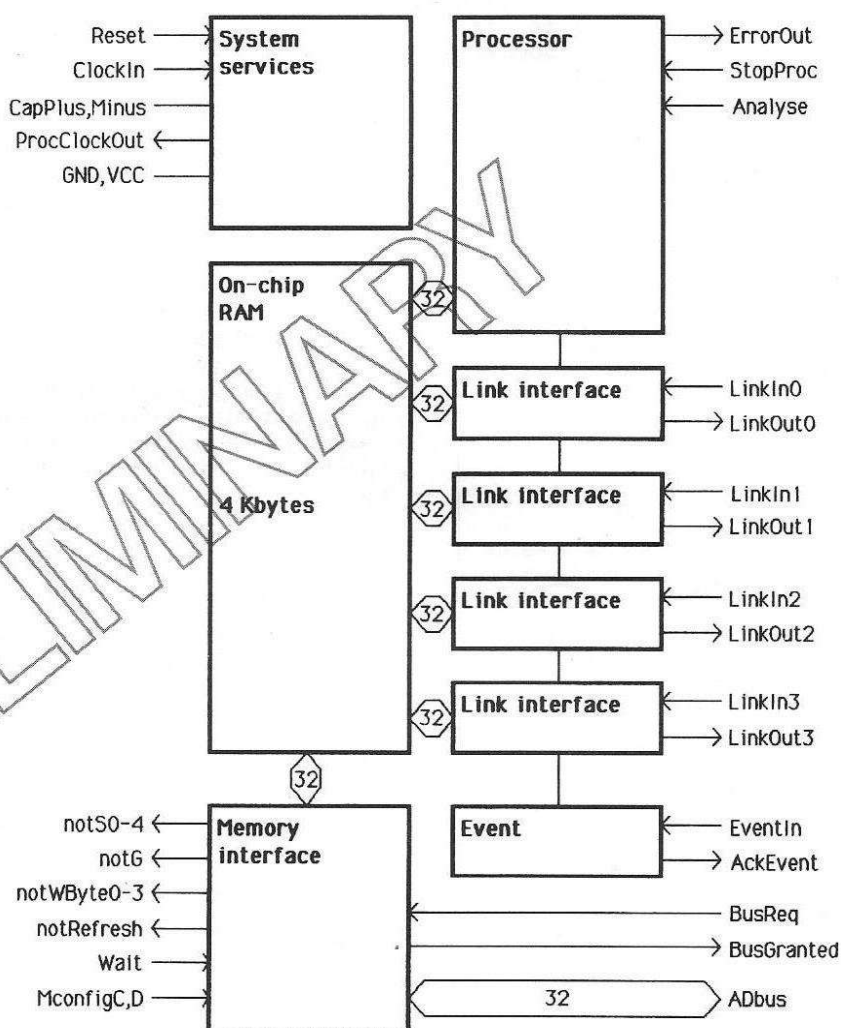 Reset
ClockIn
CapPlus,Minus
ProcClockOut
GND,VCC
System
services
Processor
ErrorOut
StopProc
Analyse
On-chip
RAM
4 Kbytes
32
32
32
32
32
32
Link interface
LinkIn0
LinkOut0
Link interface
LinkIn1
LinkOut1
Link interface
LinkIn2
LinkOut2
Link interface
LinkIn3
LinkOut3
notS0-4
notG
notWByte0-3
notRefresh
Wait
MconfigC,D
Memory
interface
Event
EventIn
AckEvent
BusReq
BusGranted
32
ADbus
LIMINARY